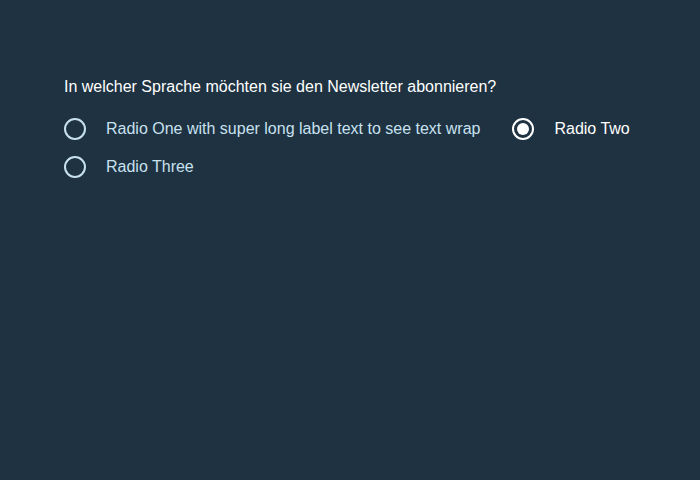 In welcher Sprache möchten sie den Newsletter abonnieren?
Radio One with super long label text to see text wrap Radio Two
Radio Three